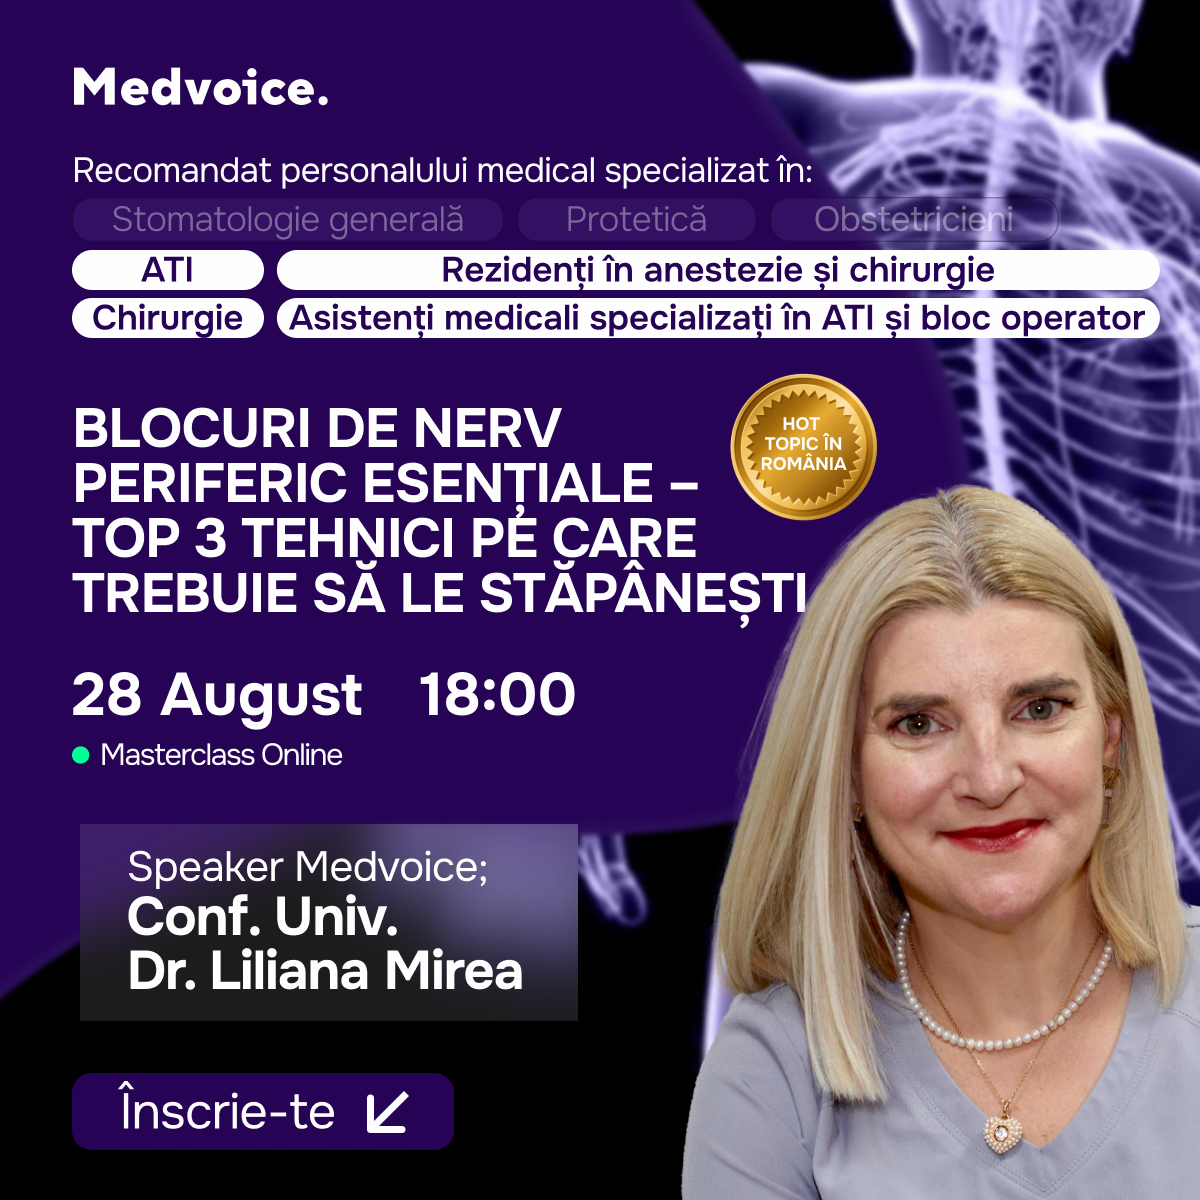 Medvoice.
Recomandat personalului medical specializat în:
Stomatologie generală Protetică Obstetricieni
ATI Rezidenți în anestezie și chirurgie
Chirurgie Asistenți medicali specializați în ATI și bloc operator
HOT
TOPIC ÎN
ROMÂNIA
BLOCURI DE NERV
PERIFERIC ESENȚIALE –
TOP 3 TEHNICI PE CARE
TREBUIE SĂ LE STĂPÂNEȘTI
28 August 18:00
Masterclass Online
Speaker Medvoice;
Conf. Univ.
Dr. Liliana Mirea
Înscrie-te